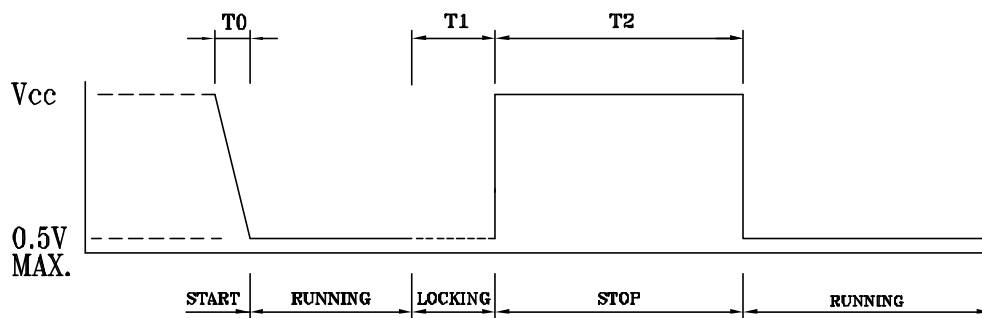 T0 T1 T2
Vcc
0.5V
MAX.
START RUNNING LOCKING STOP RUNNING